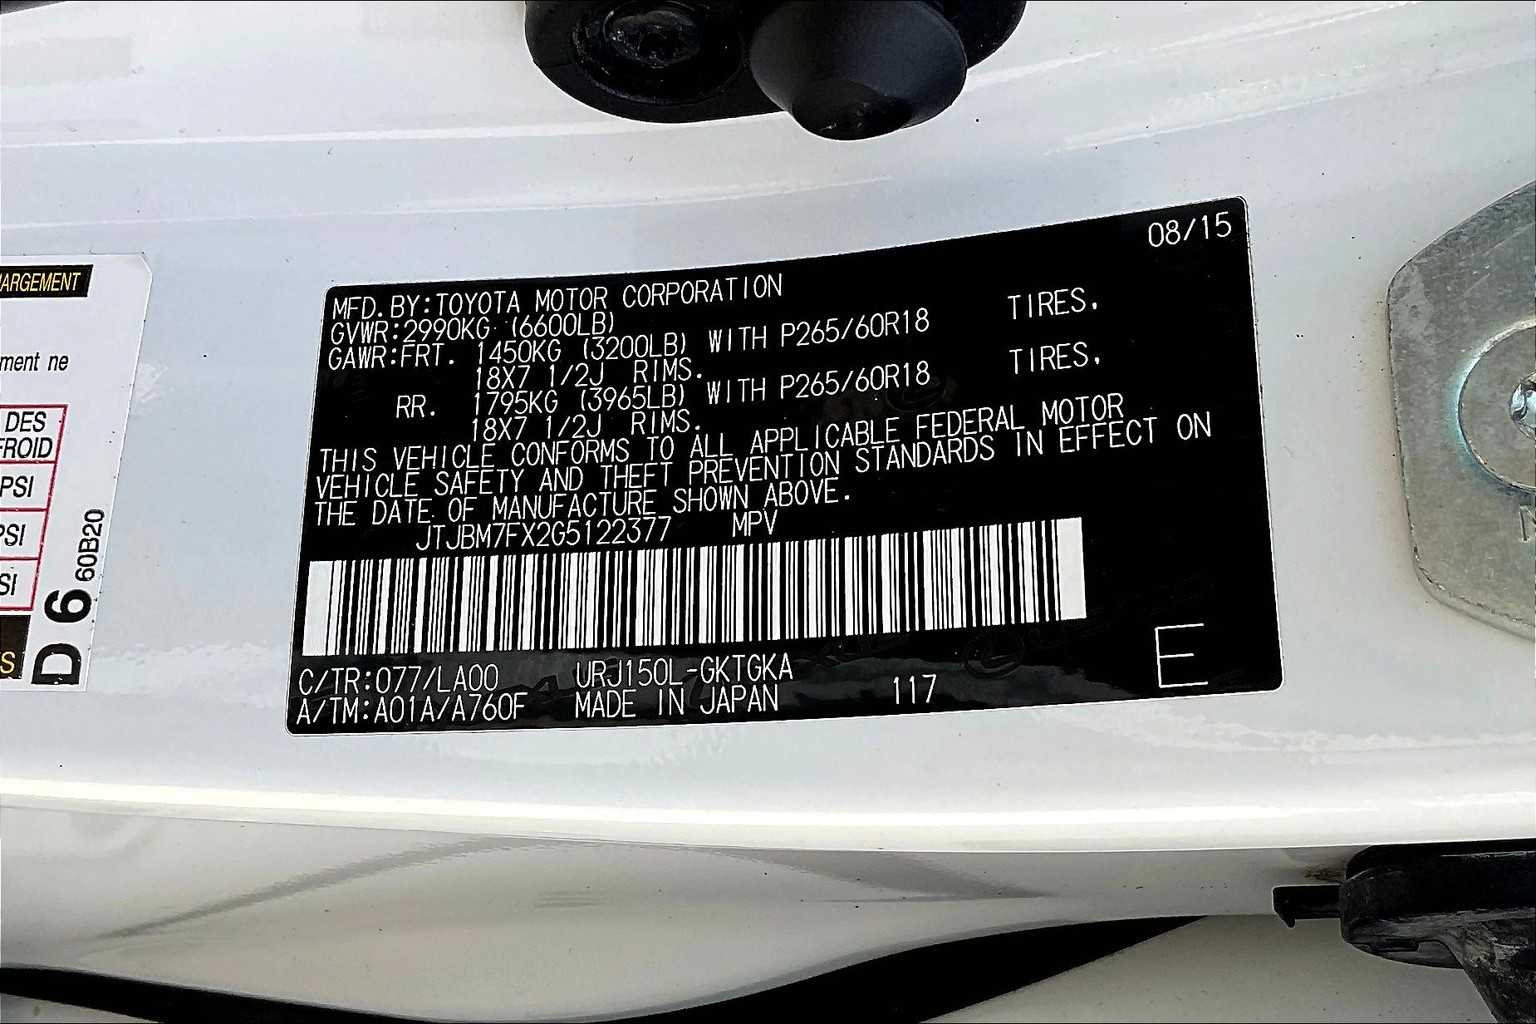 08/15
MFD. BY:TOYOTA MOTOR CORPORATION
GVWR:2990KG (6600LB)
GAWR:FRT. 1450KG (3200LB) WITH P265/60R18 TIRES,
18X7 1/2J RIMS.
RR. 1795KG (3965LB) WITH P265/60R18 TIRES,
18X7 1/2J RIMS.
THIS VEHICLE CONFORMS TO ALL APPLICABLE FEDERAL MOTOR
VEHICLE SAFETY AND THEFT PREVENTION STANDARDS IN EFFECT ON
THE DATE OF MANUFACTURE SHOWN ABOVE.
JTJBM7FX2G5122377 MPV
C/TR:077/LA00 URJ150L-GKTGKA
A/TM:A01A/A760F MADE IN JAPAN 117 E
ARGEMENT
ment ne
DES
FROID
PSI
PSI
SI
S
D 6 60B20